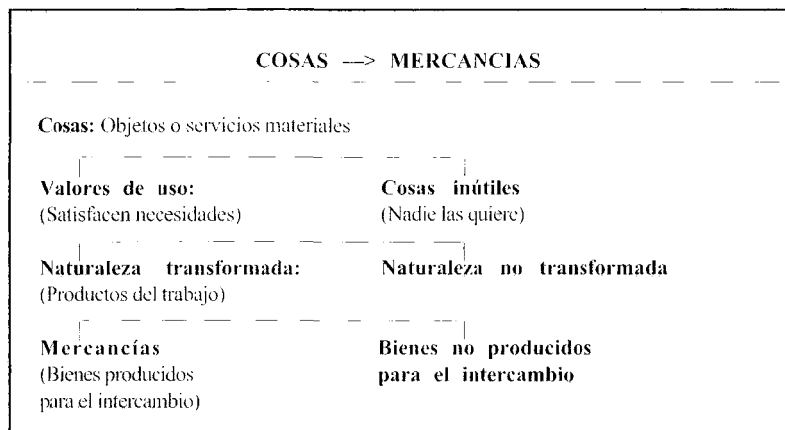 COSAS —> MERCANCIAS
Cosas: Objetos o servicios materiales
Valores de uso: Cosas inútiles
(Satisfacen necesidades) (Nadie las quiere)
Naturaleza transformada: Naturaleza no transformada
(Productos del trabajo)
Mercancías Bienes no producidos
(Bienes producidos para el intercambio
para el intercambio)